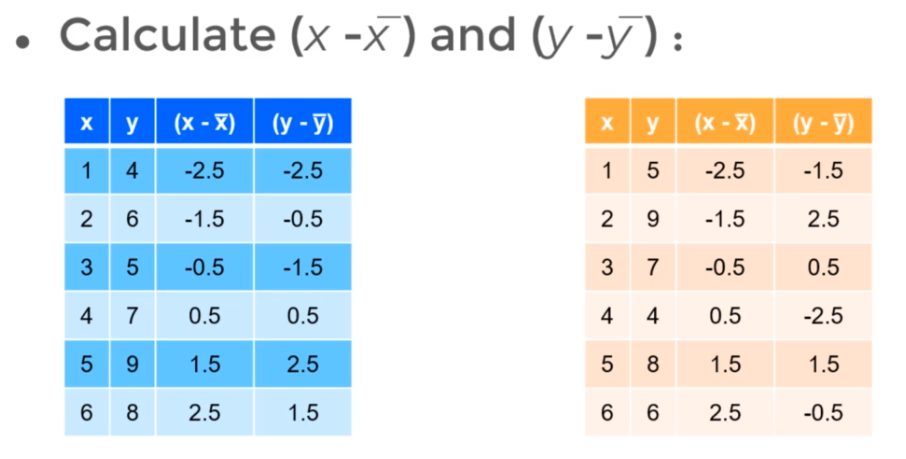 • Calculate (x -x̅) and (y -y̅) :
x y (x - x̅) (y - y̅)
1 4 -2.5 -2.5
2 6 -1.5 -0.5
3 5 -0.5 -1.5
4 7 0.5 0.5
5 9 1.5 2.5
6 8 2.5 1.5
x y (x - x̅) (y - y̅)
1 5 -2.5 -1.5
2 9 -1.5 2.5
3 7 -0.5 0.5
4 4 0.5 -2.5
5 8 1.5 1.5
6 6 2.5 -0.5